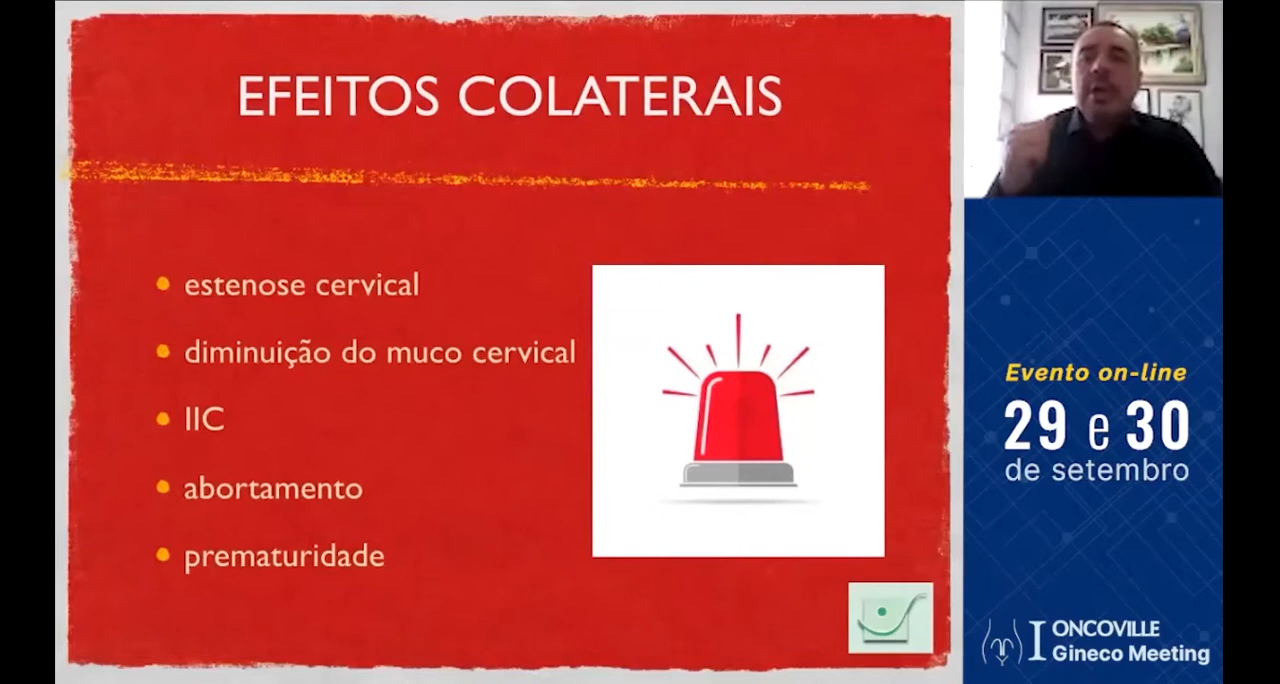 EFEITOS COLATERAIS
estenose cervical
diminuição do muco cervical
IIC
abortamento
prematuridade
Evento on-line
29 e 30
de setembro
I ONCOVILLE
Gineco Meeting